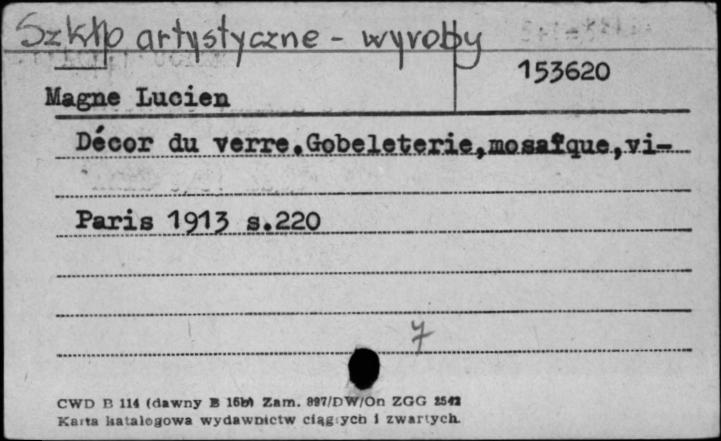 Szkło artystyczne - wyroby
153620
Magne Lucien
Décor du verre.Gobeleterie,mosaïque,vi-
Paris 1913 s.220
7
CWD B 114 (dawny B 16b) Zam. 897/DW/On ZGG 2542
Karta katalogowa wydawnictw ciągłych i zwartych.